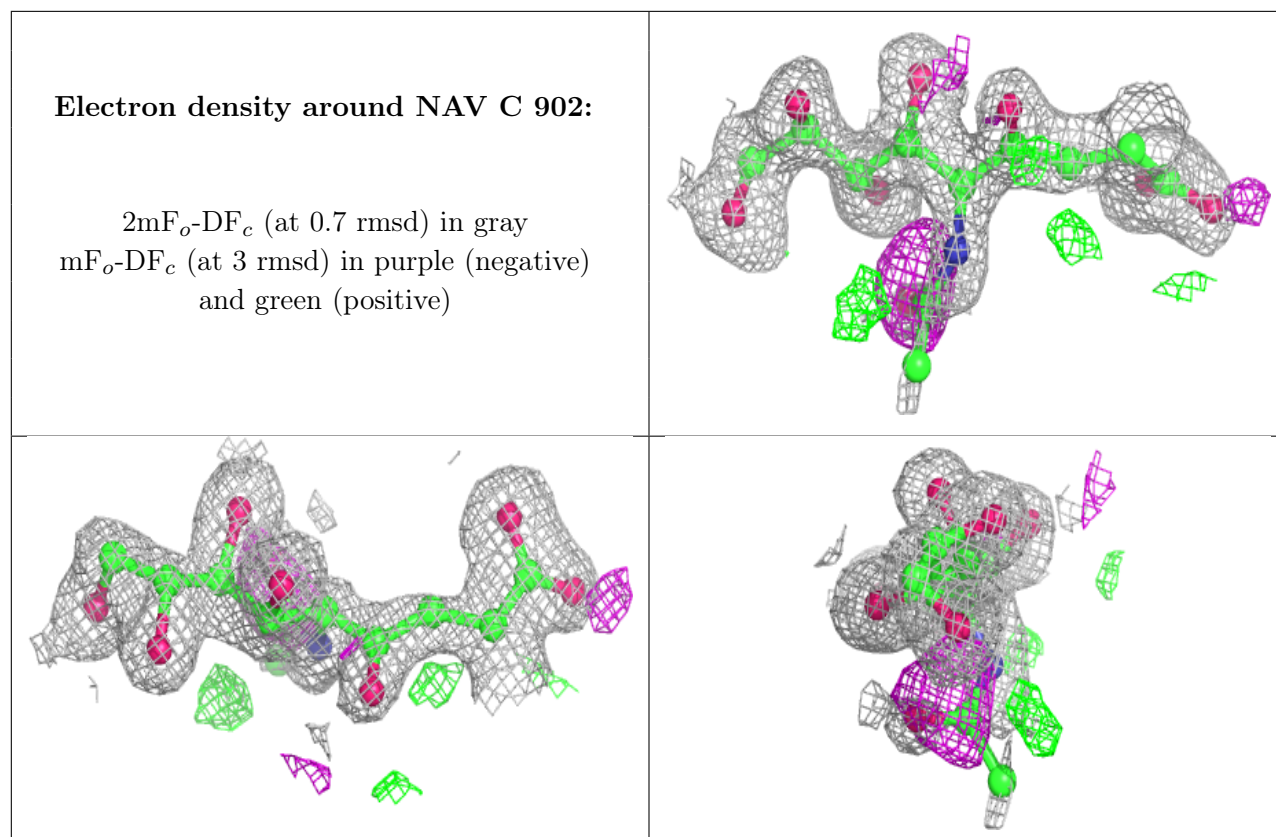 Electron density around NAV C 902:
2mFo-DFc (at 0.7 rmsd) in gray
mFo-DFc (at 3 rmsd) in purple (negative)
and green (positive)